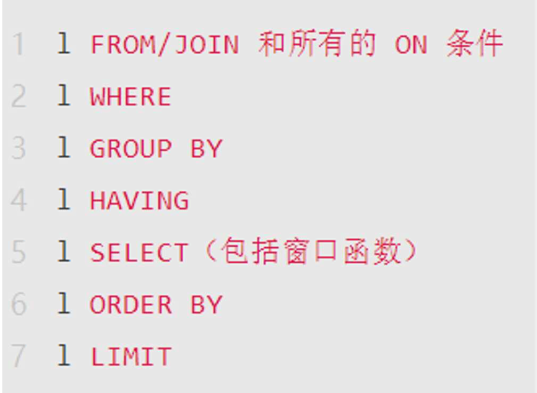 1 l FROM/JOIN 和所有的 ON 条件
2 l WHERE
3 l GROUP BY
4 l HAVING
5 l SELECT（包括窗口函数）
6 l ORDER BY
7 l LIMIT